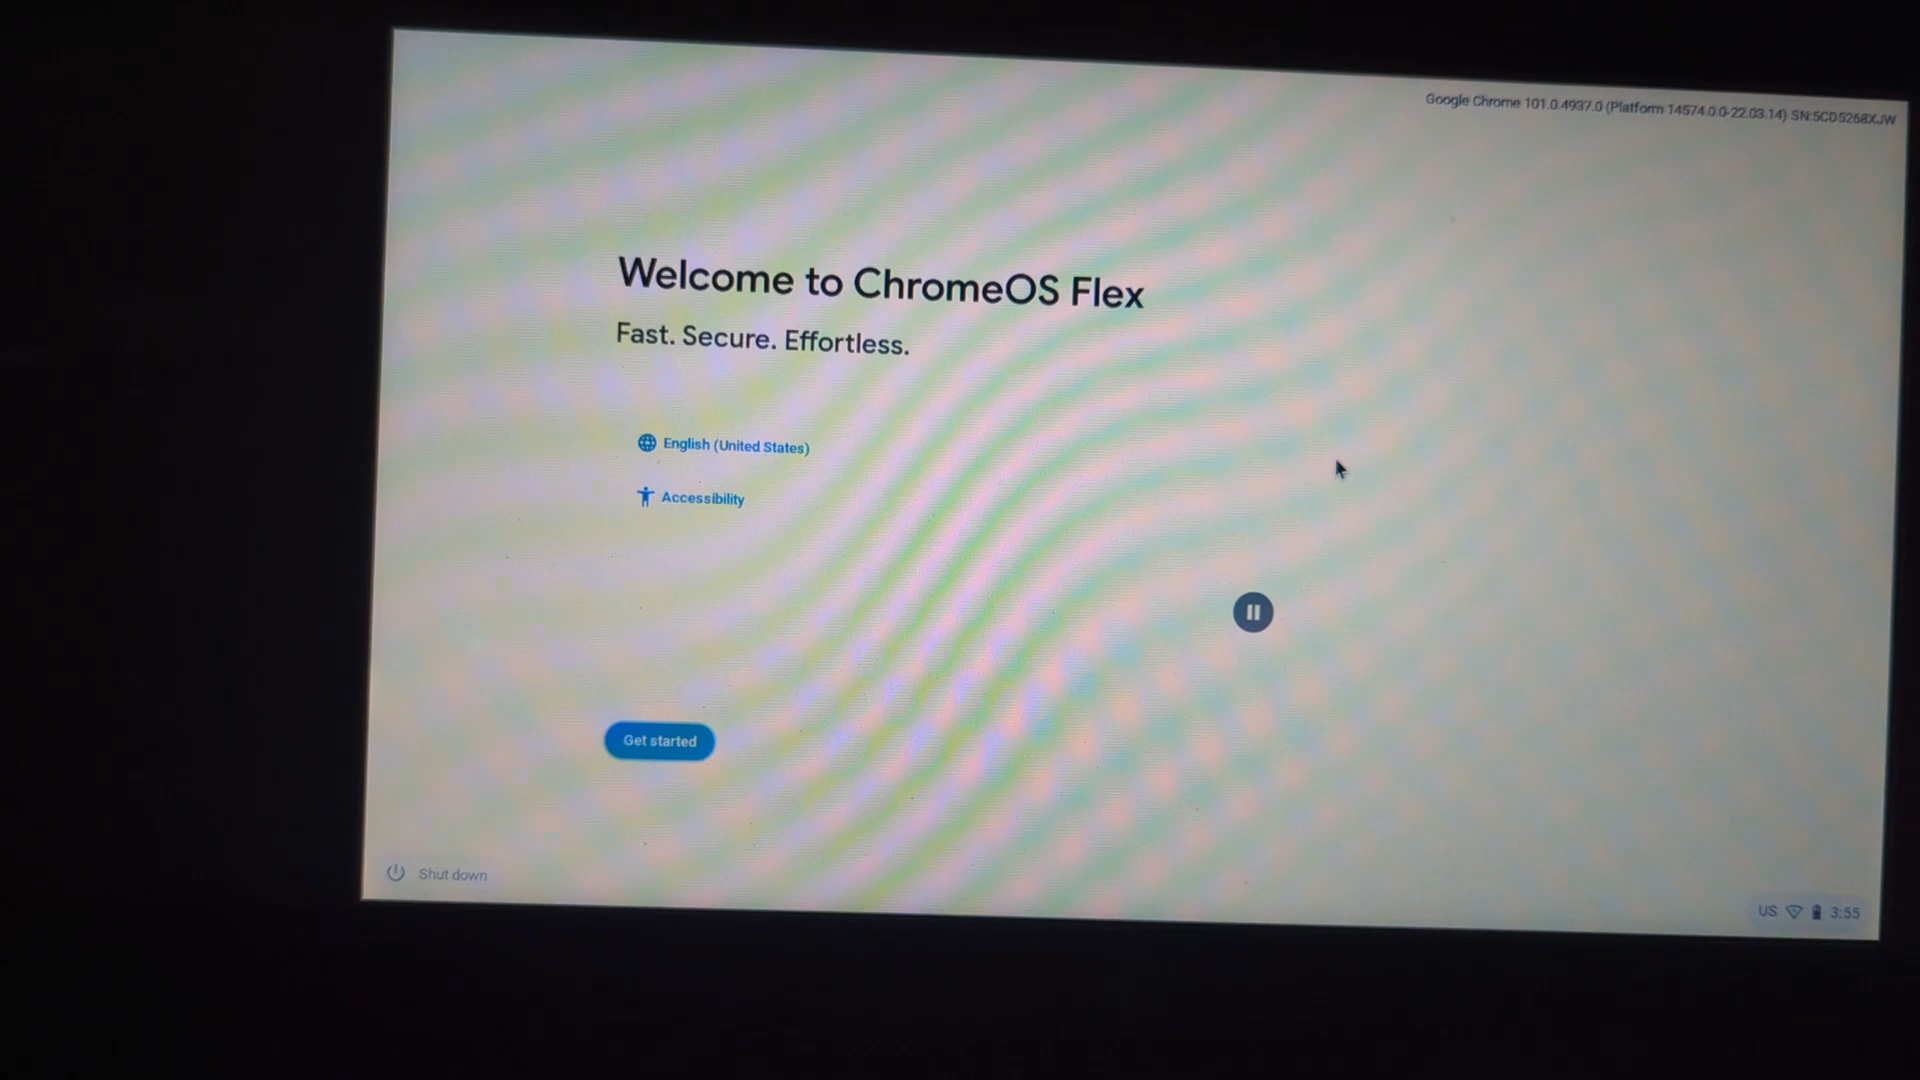 Google Chrome 101.0.4937.0 (Platform 14574.0.0-22.03.14) SN:5CD5268XJW
Welcome to ChromeOS Flex
Fast. Secure. Effortless.
English (United States)
Accessibility
Get started
Shut down
US 3:55